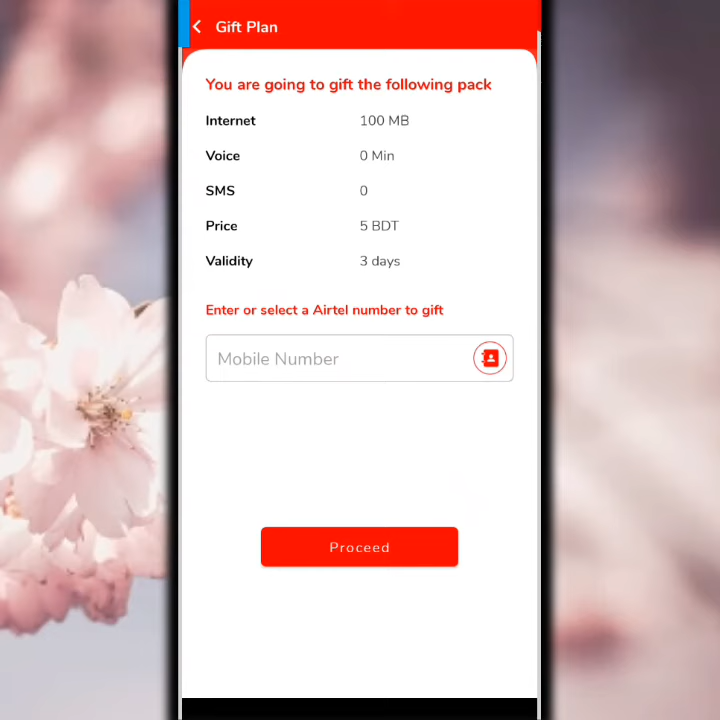 Gift Plan
You are going to gift the following pack
Internet 100 MB
Voice 0 Min
SMS 0
Price 5 BDT
Validity 3 days
Enter or select a Airtel number to gift
Mobile Number
Proceed